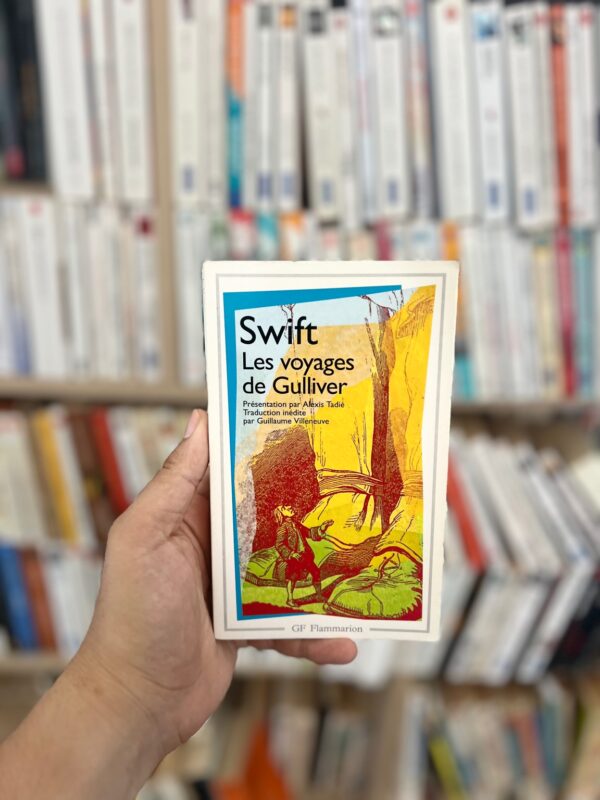 Swift
Les voyages
de Gulliver
Présentation par Alexis Tadié
Traduction inédite
par Guillaume Villeneuve
GF Flammarion